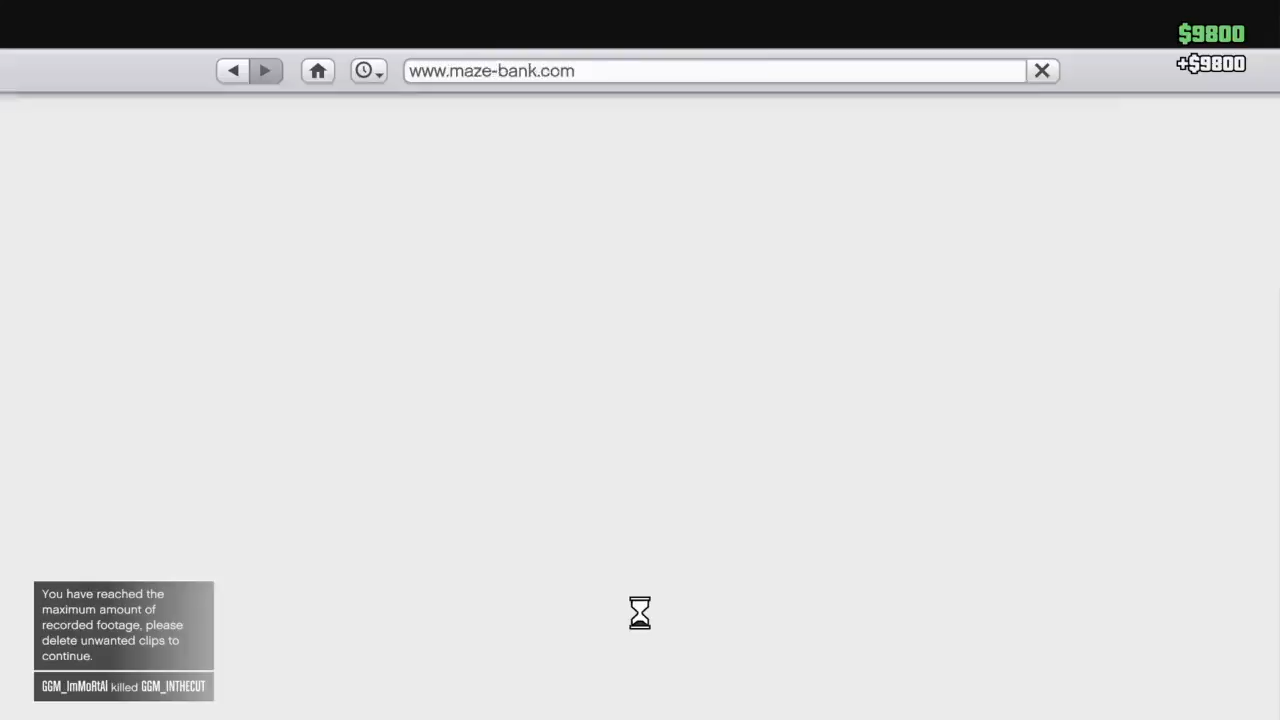 $9800
www.maze-bank.com
+$9800
You have reached the
maximum amount of
recorded footage, please
delete unwanted clips to
continue.
GGM_ImMoRtAl killed GGM_INTHECUT